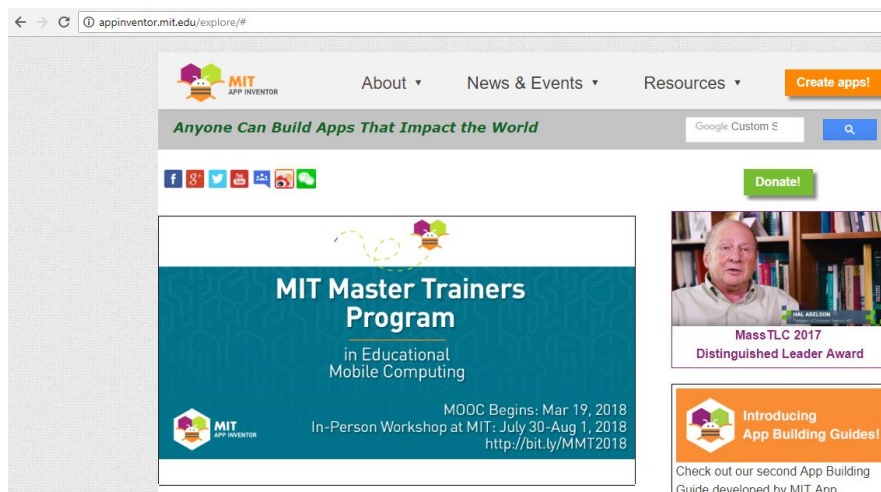 appinventor.mit.edu/explore/#
MIT
APP INVENTOR
About
News & Events
Resources
Create apps!
Anyone Can Build Apps That Impact the World
Google Custom S
Donate!
MIT Master Trainers
Program
in Educational
Mobile Computing
MOOC Begins: Mar 19, 2018
In-Person Workshop at MIT: July 30-Aug 1, 2018
http://bit.ly/MMT2018
MIT
APP INVENTOR
HAL ABELSON
MassTLC 2017
Distinguished Leader Award
Introducing
App Building Guides!
Check out our second App Building
Guide developed by MIT App